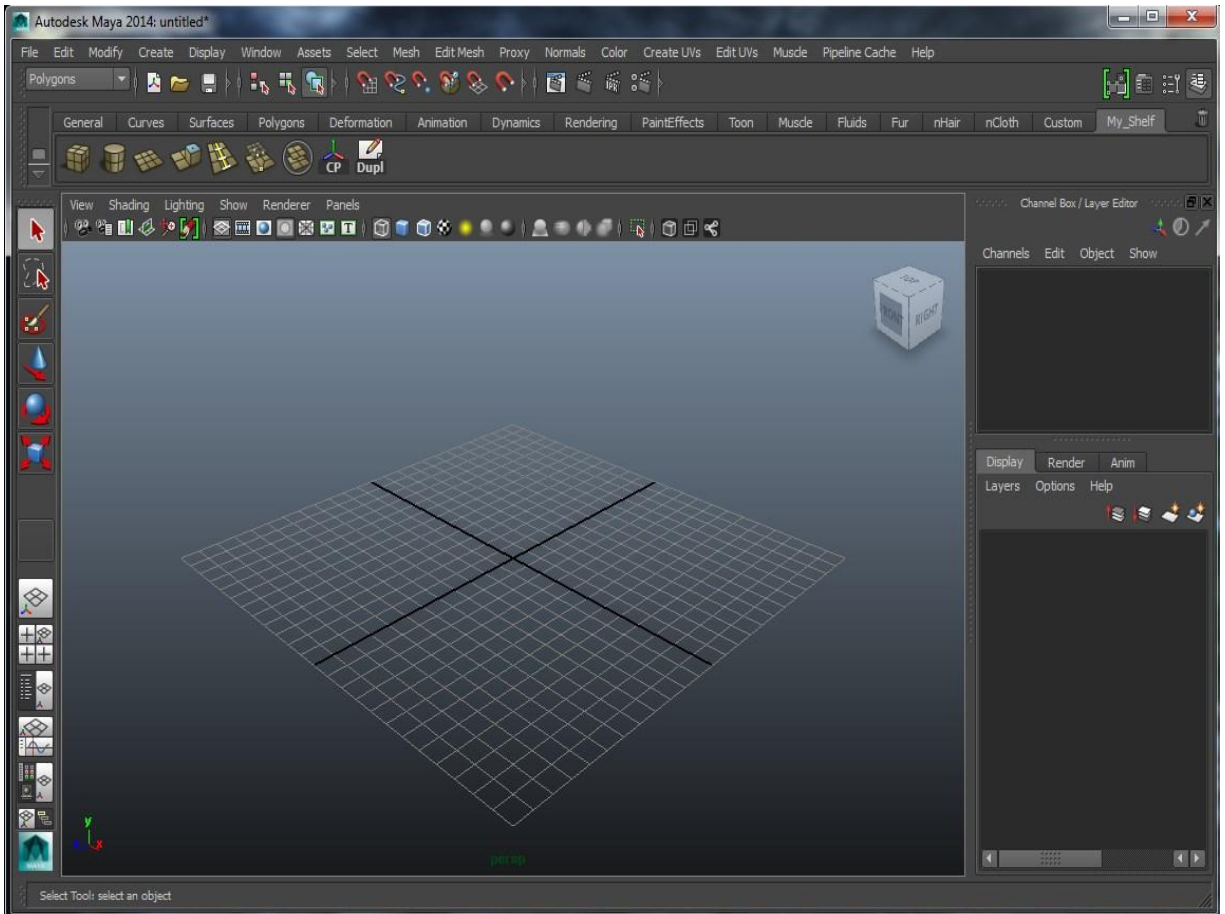 Autodesk Maya 2014: untitled*
File Edit Modify Create Display Window Assets Select Mesh Edit Mesh Proxy Normals Color Create UVs Edit UVs Muscle Pipeline Cache Help
Polygons
IPR
General Curves Surfaces Polygons Deformation Animation Dynamics Rendering PaintEffects Toon Muscle Fluids Fur nHair nCloth Custom My_Shelf
CP Dupl
View Shading Lighting Show Renderer Panels
Channel Box / Layer Editor
Channels Edit Object Show
TOP
FRONT RIGHT
Display Render Anim
Layers Options Help
y
x
persp
Select Tool: select an object